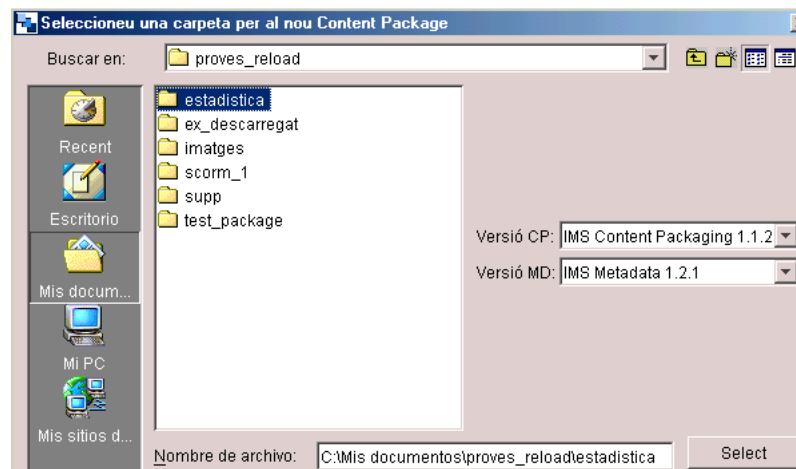 Seleccioneu una carpeta per al nou Content Package
Buscar en: proves_reload
Recent
Escritorio
Mis docum...
Mi PC
Mis sitios d...
estadistica
ex_descarregat
imatges
scorm_1
supp
test_package
Versió CP: IMS Content Packaging 1.1.2
Versió MD: IMS Metadata 1.2.1
Nombre de archivo: C:\Mis documentos\proves_reload\estadistica Select